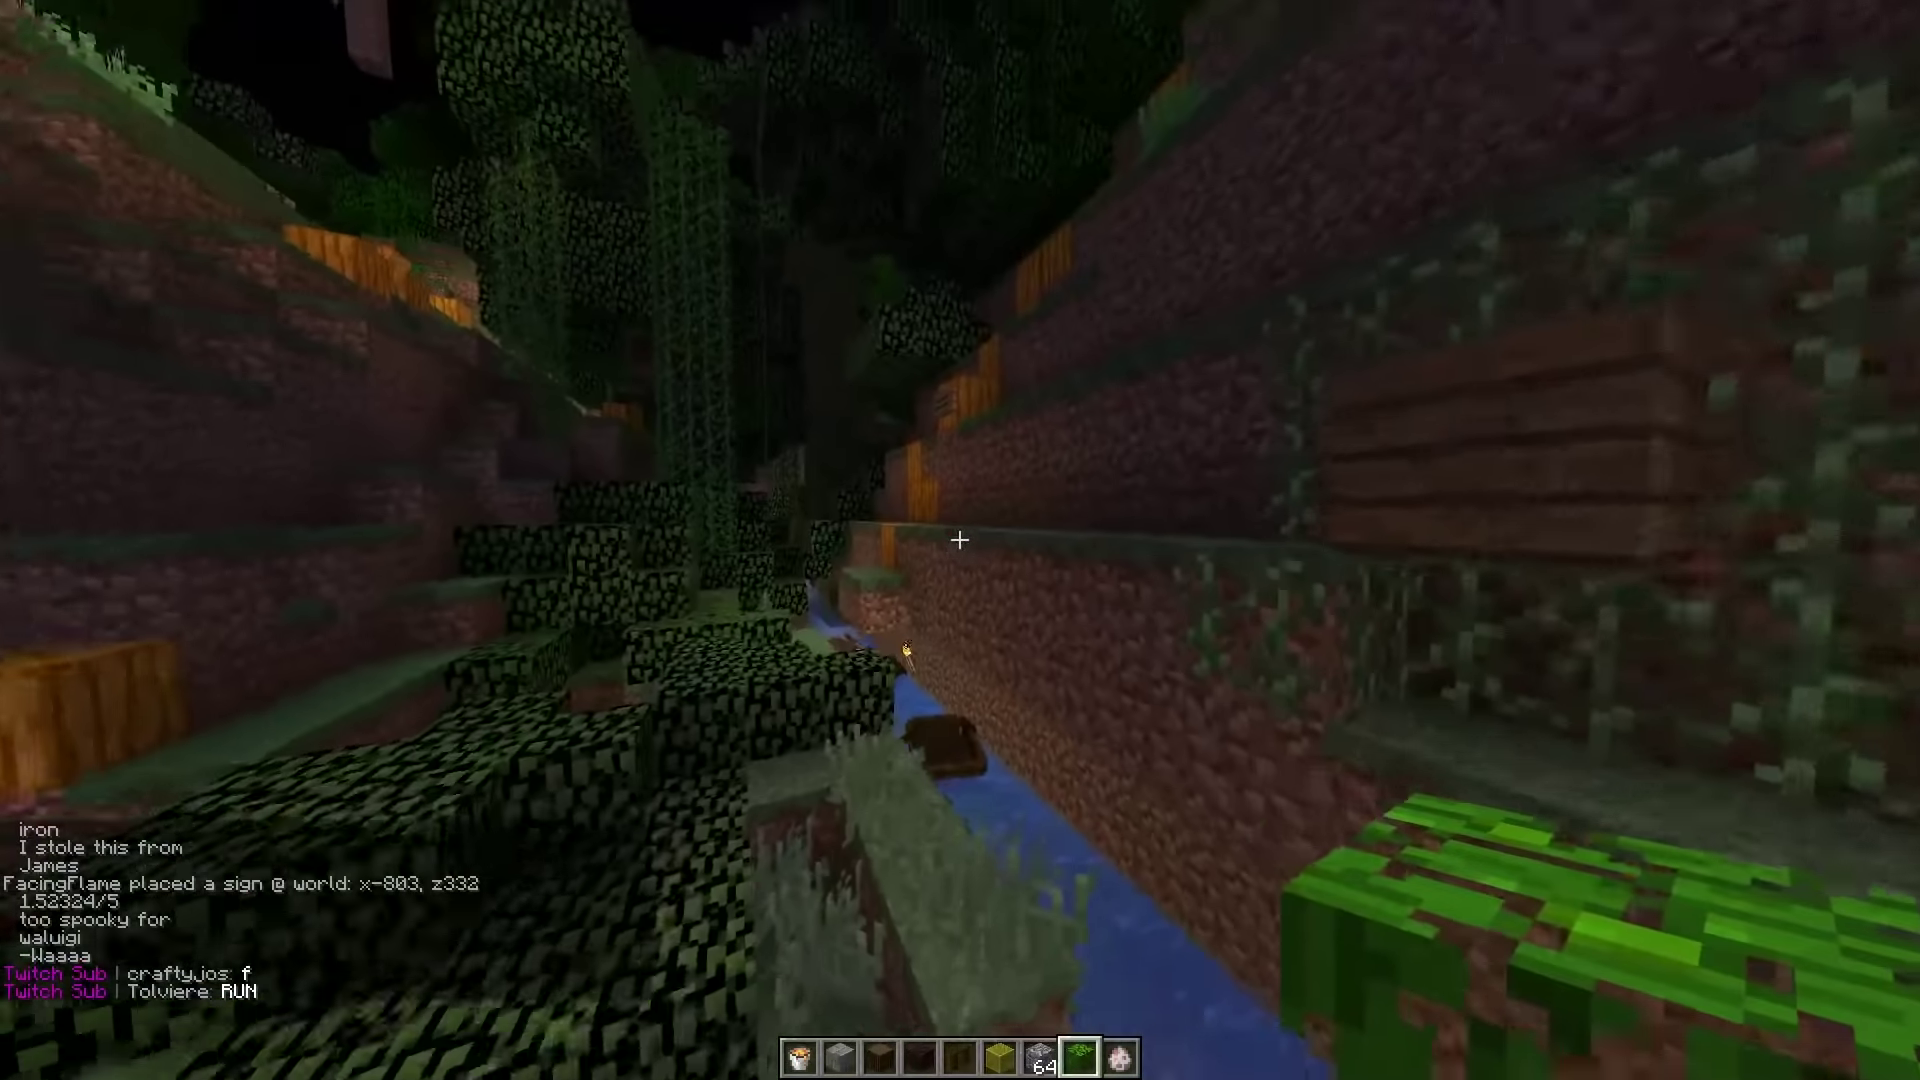 iron
I stole this from
James
FacingFlame placed a sign @ world: x-803, z332
1.52324/5
too spooky for
waluigi
-Waaaa
Twitch Sub | craftyjos: f
Twitch Sub | Tolviere: RUN
64